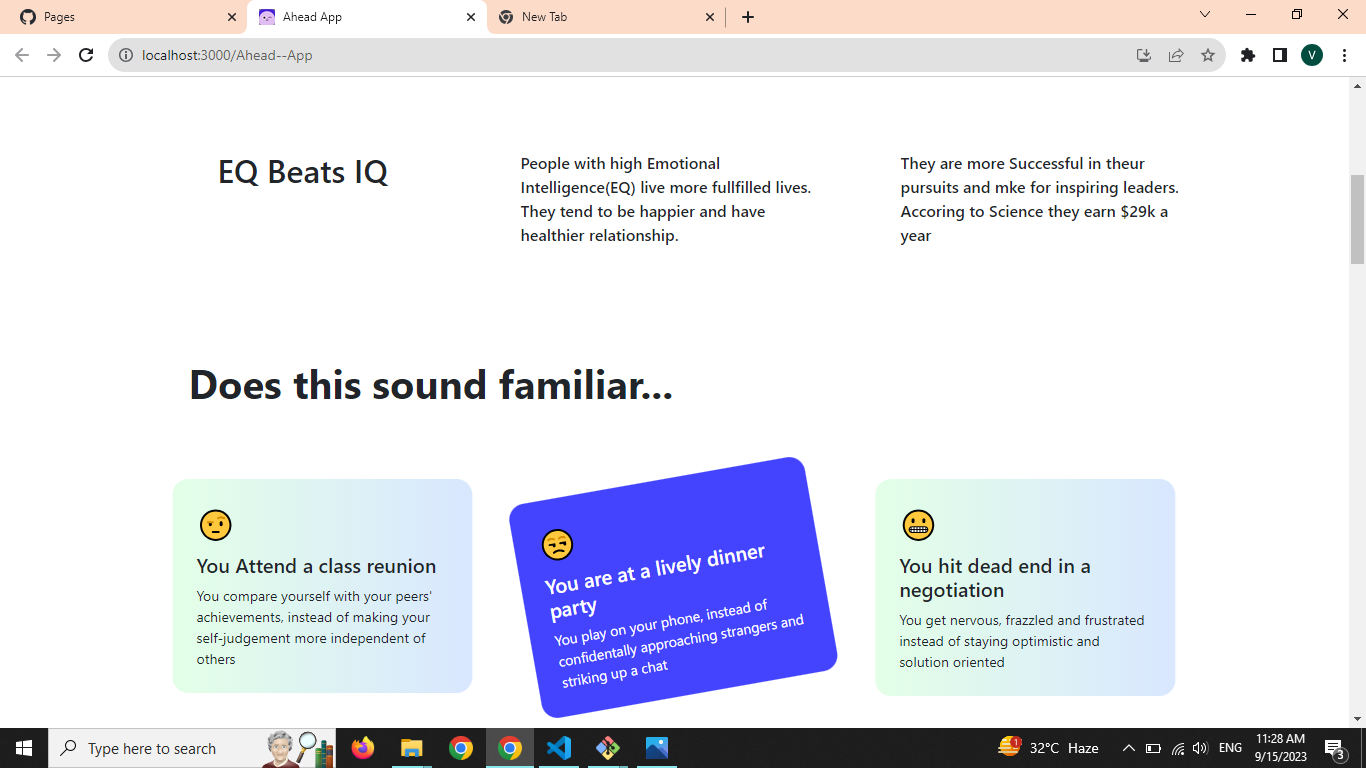 Pages
Ahead App
New Tab
localhost:3000/Ahead--App
V
EQ Beats IQ
People with high Emotional
Intelligence(EQ) live more fullfilled lives.
They tend to be happier and have
healthier relationship.
They are more Successful in theur
pursuits and mke for inspiring leaders.
Accoring to Science they earn $29k a
year
Does this sound familiar...
You Attend a class reunion
You compare yourself with your peers'
achievements, instead of making your
self-judgement more independent of
others
You are at a lively dinner
party
You play on your phone, instead of
confidentally approaching strangers and
striking up a chat
You hit dead end in a
negotiation
You get nervous, frazzled and frustrated
instead of staying optimistic and
solution oriented
Type here to search
1
32°C Haze
ENG
11:28 AM
9/15/2023
3